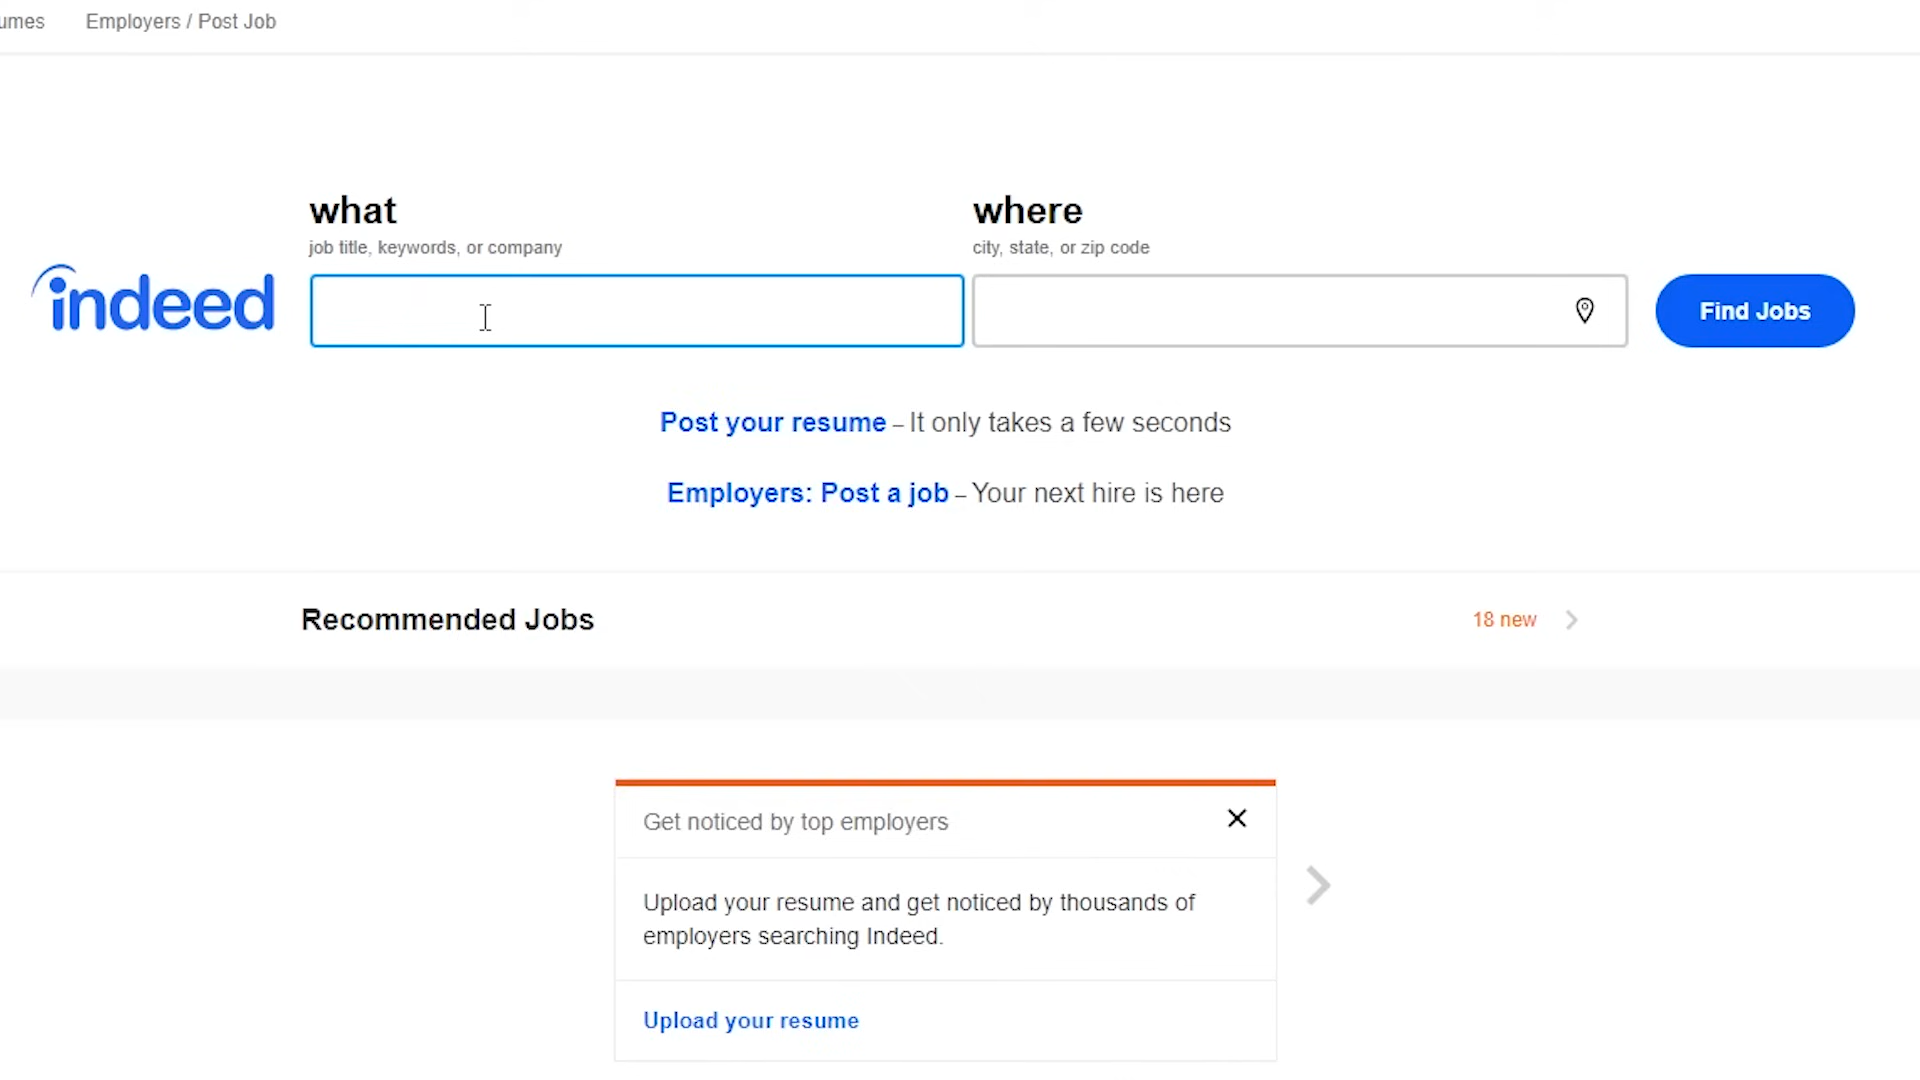 umes Employers / Post Job
what
job title, keywords, or company
where
city, state, or zip code
indeed
Find Jobs
Post your resume – It only takes a few seconds
Employers: Post a job – Your next hire is here
Recommended Jobs
18 new
Get noticed by top employers
Upload your resume and get noticed by thousands of
employers searching Indeed.
Upload your resume